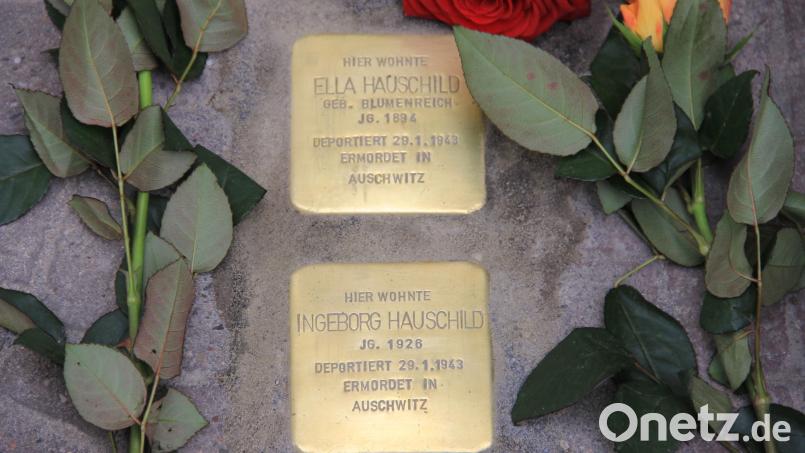 HIER WOHNTE
ELLA HAUSCHILD
GEB. BLUMENREICH
JG. 1894
DEPORTIERT 29.1.1943
ERMORDET IN
AUSCHWITZ
HIER WOHNTE
INGEBORG HAUSCHILD
JG. 1926
DEPORTIERT 29.1.1943
ERMORDET IN
AUSCHWITZ
Onetz.de